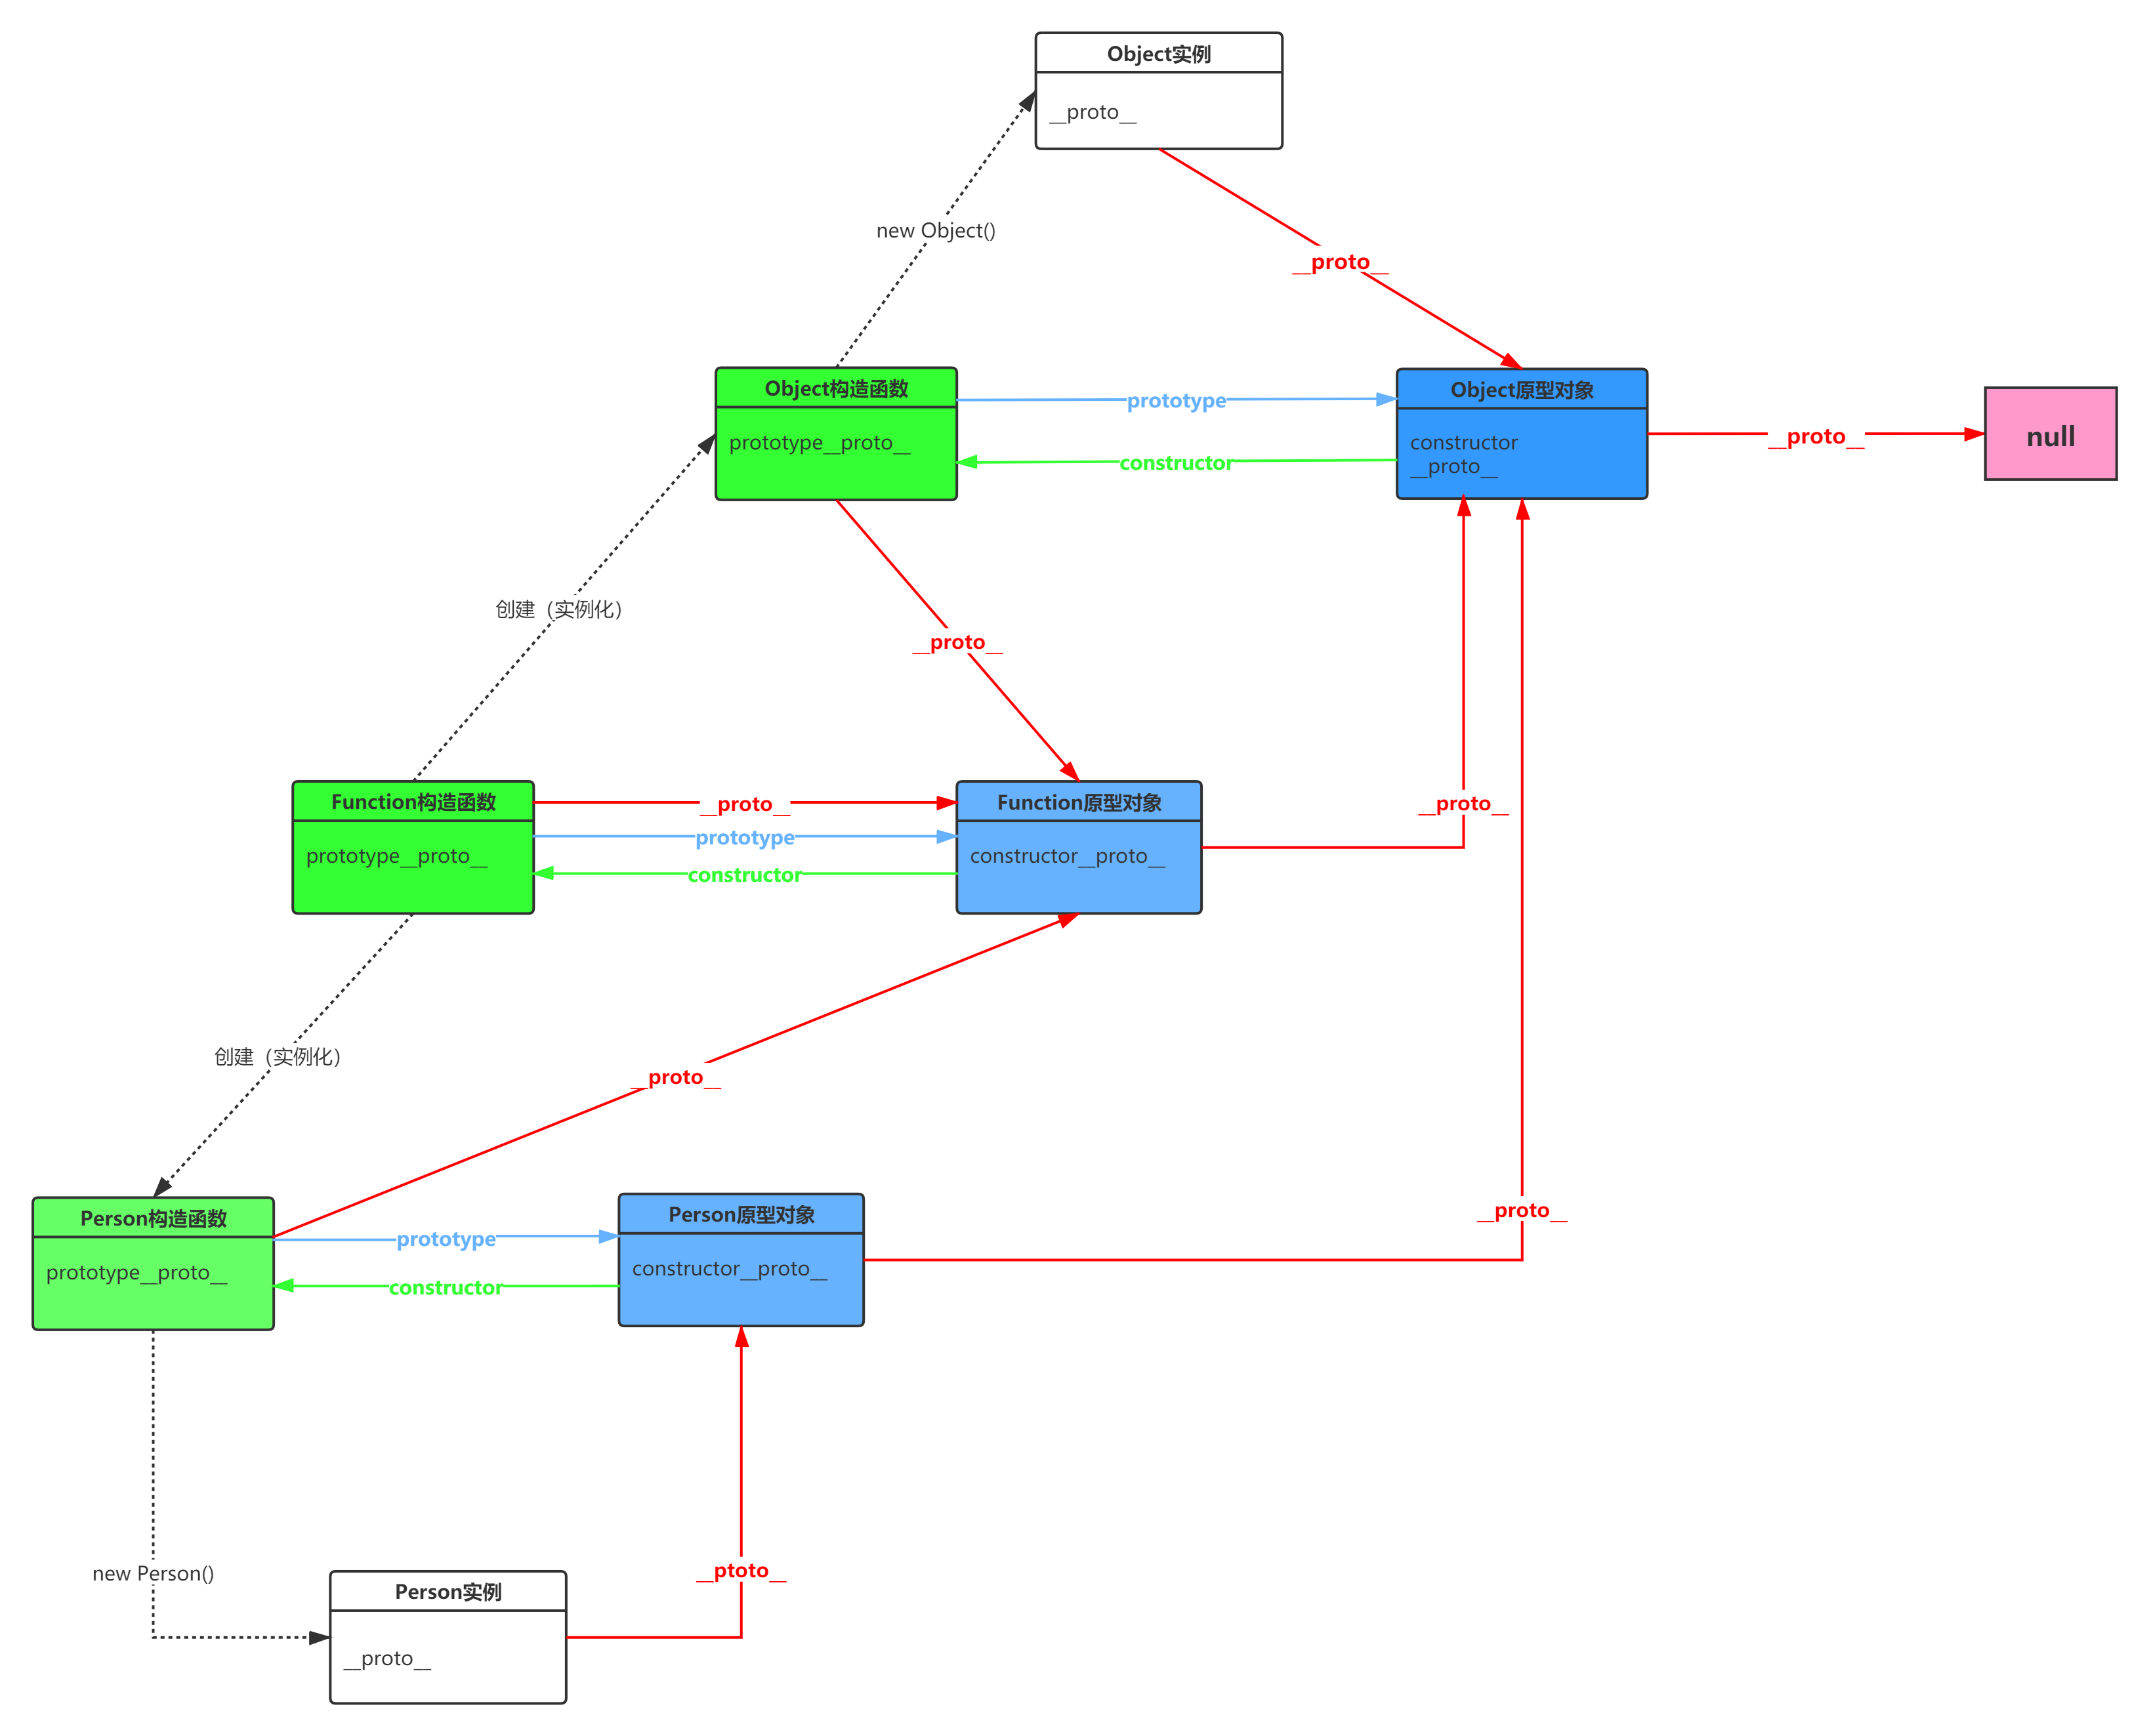 Object实例
__proto__
new Object()
__proto__
Object构造函数
prototype__proto__
prototype
constructor
Object原型对象
constructor
__proto__
__proto__
null
创建（实例化）
__proto__
Function构造函数
prototype__proto__
__proto__
prototype
constructor
Function原型对象
constructor__proto__
__proto__
创建（实例化）
__proto__
Person构造函数
prototype__proto__
prototype
constructor
Person原型对象
constructor__proto__
__proto__
new Person()
Person实例
__proto__
__ptoto__